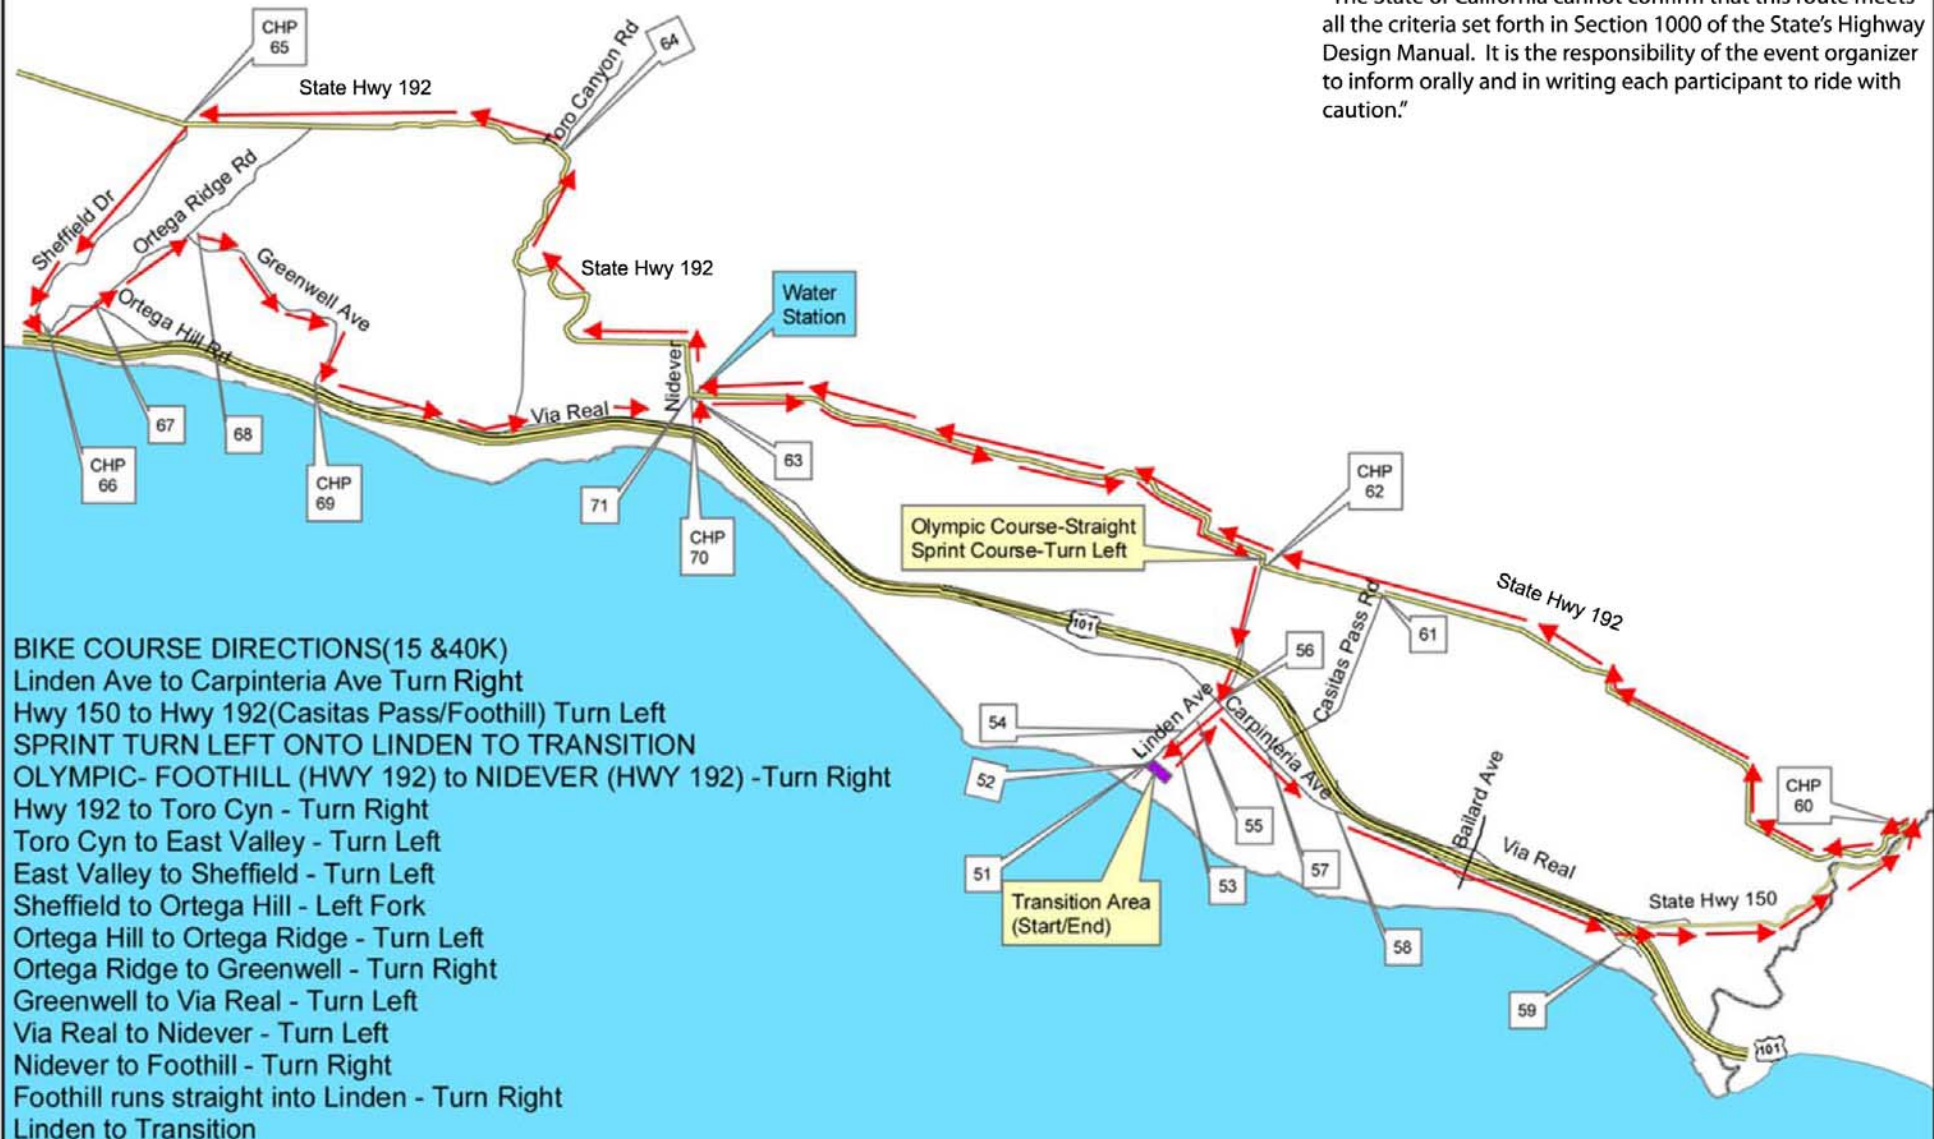 "The State of California cannot confirm that this route meets
all the criteria set forth in Section 1000 of the State's Highway
Design Manual. It is the responsibility of the event organizer
to inform orally and in writing each participant to ride with
caution."
CHP
65
State Hwy 192
Toro Canyon Rd
64
Sheffield Dr
Ortega Ridge Rd
Greenwell Ave
Ortega Hill Rd
State Hwy 192
Water
Station
Nidever
Via Real
67
68
CHP
66
CHP
69
71
CHP
70
63
CHP
62
Olympic Course-Straight
Sprint Course-Turn Left
State Hwy 192
101
61
Casitas Pass Rd
56
54
Linden Ave
Carpinteria Ave
52
51
55
53
57
58
Transition Area
(Start/End)
Bailard Ave
Via Real
State Hwy 150
CHP
60
59
101
BIKE COURSE DIRECTIONS(15 &40K)
Linden Ave to Carpinteria Ave Turn Right
Hwy 150 to Hwy 192(Casitas Pass/Foothill) Turn Left
SPRINT TURN LEFT ONTO LINDEN TO TRANSITION
OLYMPIC- FOOTHILL (HWY 192) to NIDEVER (HWY 192) -Turn Right
Hwy 192 to Toro Cyn - Turn Right
Toro Cyn to East Valley - Turn Left
East Valley to Sheffield - Turn Left
Sheffield to Ortega Hill - Left Fork
Ortega Hill to Ortega Ridge - Turn Left
Ortega Ridge to Greenwell - Turn Right
Greenwell to Via Real - Turn Left
Via Real to Nidever - Turn Left
Nidever to Foothill - Turn Right
Foothill runs straight into Linden - Turn Right
Linden to Transition